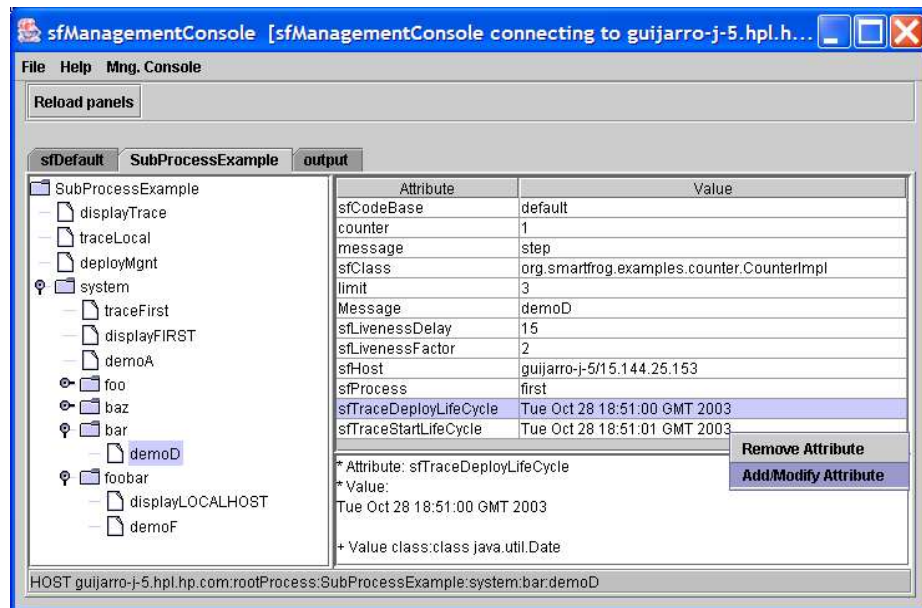 sfManagementConsole [sfManagementConsole connecting to guijarro-j-5.hpl.h...
File Help Mng. Console
Reload panels
sfDefault SubProcessExample output
SubProcessExample
displayTrace
traceLocal
deployMgnt
system
traceFirst
displayFIRST
demoA
foo
baz
bar
demoD
foobar
displayLOCALHOST
demoF
Attribute Value
sfCodeBase default
counter 1
message step
sfClass org.smartfrog.examples.counter.CounterImpl
limit 3
Message demoD
sfLivenessDelay 15
sfLivenessFactor 2
sfHost guijarro-j-5/15.144.25.153
sfProcess first
sfTraceDeployLifeCycle Tue Oct 28 18:51:00 GMT 2003
sfTraceStartLifeCycle Tue Oct 28 18:51:01 GMT 2003
Remove Attribute
Add/Modify Attribute
* Attribute: sfTraceDeployLifeCycle
* Value:
Tue Oct 28 18:51:00 GMT 2003
+ Value class:class java.util.Date
HOST guijarro-j-5.hpl.hp.com:rootProcess:SubProcessExample:system:bar:demoD